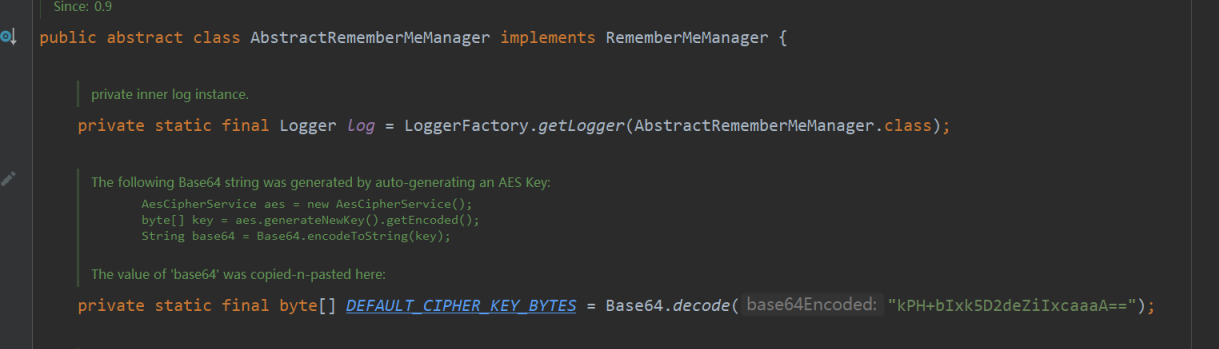 Since: 0.9
public abstract class AbstractRememberMeManager implements RememberMeManager {
private inner log instance.
private static final Logger log = LoggerFactory.getLogger(AbstractRememberMeManager.class);
The following Base64 string was generated by auto-generating an AES Key:
AesCipherService aes = new AesCipherService();
byte[] key = aes.generateNewKey().getEncoded();
String base64 = Base64.encodeToString(key);
The value of 'base64' was copied-n-pasted here:
private static final byte[] DEFAULT_CIPHER_KEY_BYTES = Base64.decode( base64Encoded: "kPH+bIxk5D2deZiIxcaaaA==");